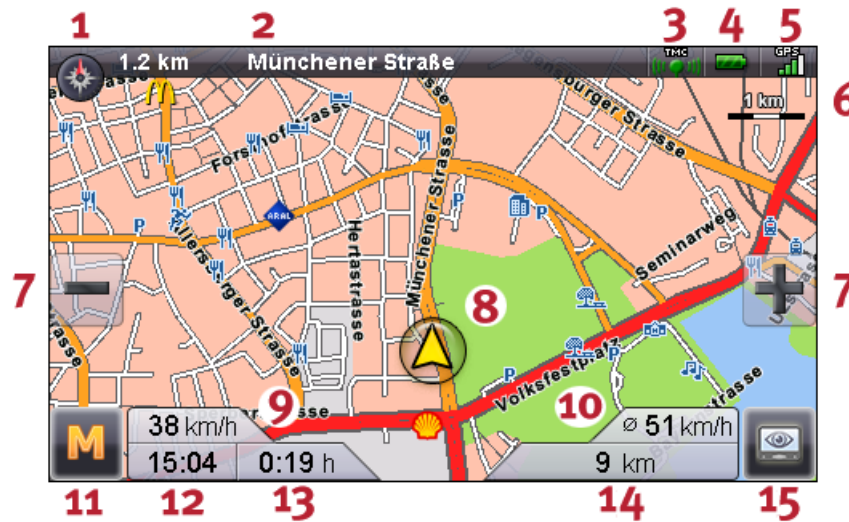 1 2 3 4 5
1.2 km Münchener Straße TMC GPS
6
1 km
Forsthofstrasse
Münchener Strasse
Allersberger Strasse
ARAL
P
P
Hertastrasse
Seminarweg
7 7
8
P
P
Volksfestplatz
9 10
38 km/h ø 51 km/h
M 15:04 0:19 h 9 km
11 12 13 14 15